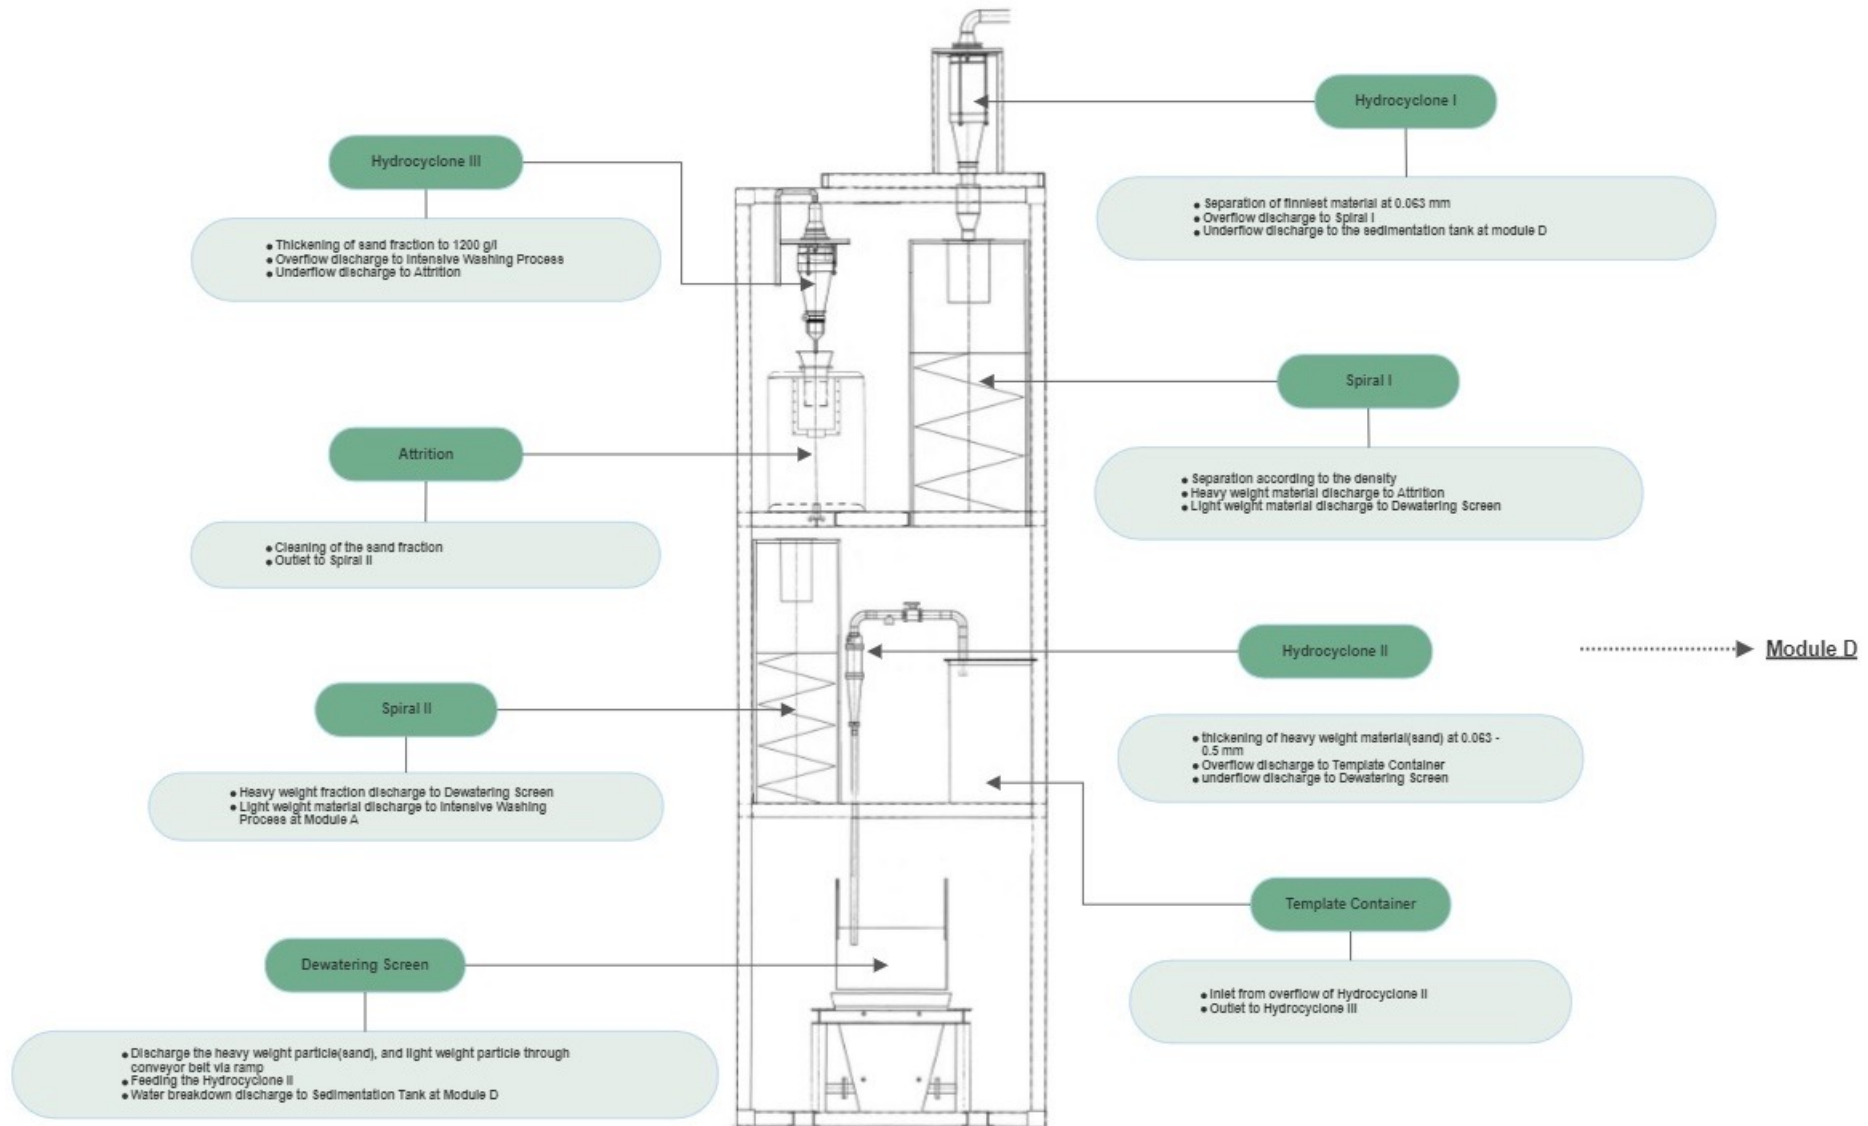 Hydrocyclone I
● Separation of finniest material at 0.063 mm
● Overflow discharge to Spiral I
● Underflow discharge to the sedimentation tank at module D
Hydrocyclone III
● Thickening of sand fraction to 1200 g/l
● Overflow discharge to Intensive Washing Process
● Underflow discharge to Attrition
Spiral I
● Separation according to the density
● Heavy weight material discharge to Attrition
● Light weight material discharge to Dewatering Screen
Attrition
● Cleaning of the sand fraction
● Outlet to Spiral II
Hydrocyclone II
● thickening of heavy weight material(sand) at 0.063 -
0.5 mm
● Overflow discharge to Template Container
● underflow discharge to Dewatering Screen
Module D
Spiral II
● Heavy weight fraction discharge to Dewatering Screen
● Light weight material discharge to Intensive Washing
Process at Module A
Template Container
● Inlet from overflow of Hydrocyclone II
● Outlet to Hydrocyclone III
Dewatering Screen
● Discharge the heavy weight particle(sand), and light weight particle through
conveyor belt via ramp
● Feeding the Hydrocyclone II
● Water breakdown discharge to Sedimentation Tank at Module D